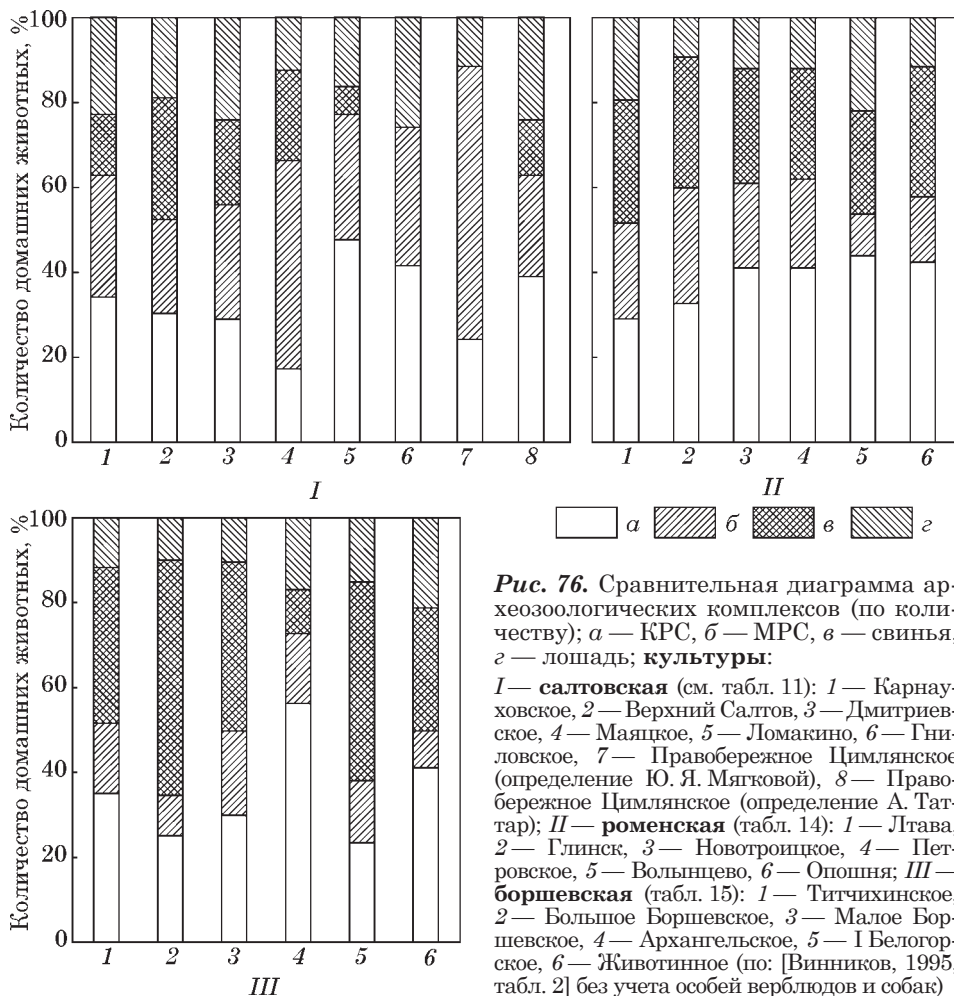 Количество домашних животных, %
100
80
60
40
20
0
1 2 3 4 5 6 7 8
I
1 2 3 4 5 6
II
Количество домашних животных, %
100
80
60
40
20
0
1 2 3 4 5 6
III
а б в г
Рис. 76. Сравнительная диаграмма ар-
хеозоологических комплексов (по коли-
честву); а — КРС, б — МРС, в — свинья,
г — лошадь; культуры:
I — салтовская (см. табл. 11): 1 — Карнау-
ховское, 2 — Верхний Салтов, 3 — Дмитриев-
ское, 4 — Маяцкое, 5 — Ломакино, 6 — Гни-
ловское, 7 — Правобережное Цимлянское
(определение Ю. Я. Мягковой), 8 — Право-
бережное Цимлянское (определение А. Тат-
тар); II — роменская (табл. 14): 1 — Лтава,
2 — Глинск, 3 — Новотроицкое, 4 — Пет-
ровское, 5 — Волынцево, 6 — Опошня; III —
боршевская (табл. 15): 1 — Титчихинское,
2 — Большое Боршевское, 3 — Малое Бор-
шевское, 4 — Архангельское, 5 — I Белогор-
ское, 6 — Животинное (по: [Винников, 1995,
табл. 2] без учета особей верблюдов и собак)